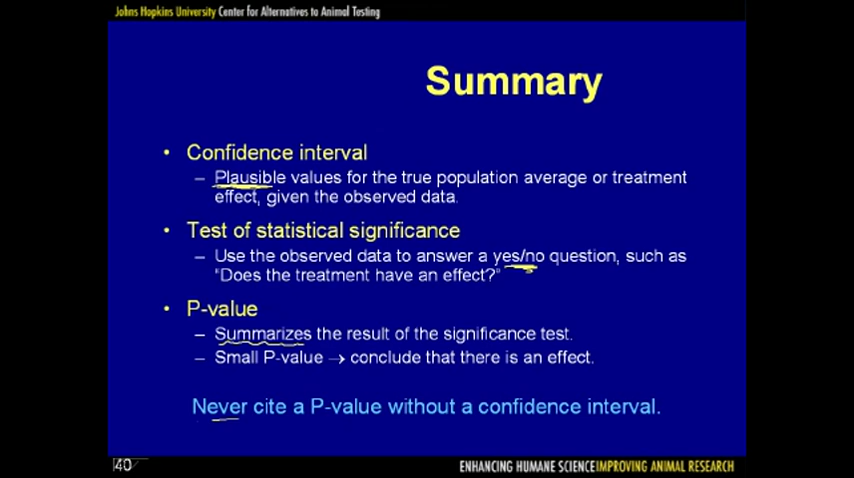 Johns Hopkins University Center for Alternatives to Animal Testing
Summary
• Confidence interval
– Plausible values for the true population average or treatment
effect, given the observed data.
• Test of statistical significance
– Use the observed data to answer a yes/no question, such as
“Does the treatment have an effect?”
• P-value
– Summarizes the result of the significance test.
– Small P-value → conclude that there is an effect.
Never cite a P-value without a confidence interval.
40
ENHANCING HUMANE SCIENCE IMPROVING ANIMAL RESEARCH